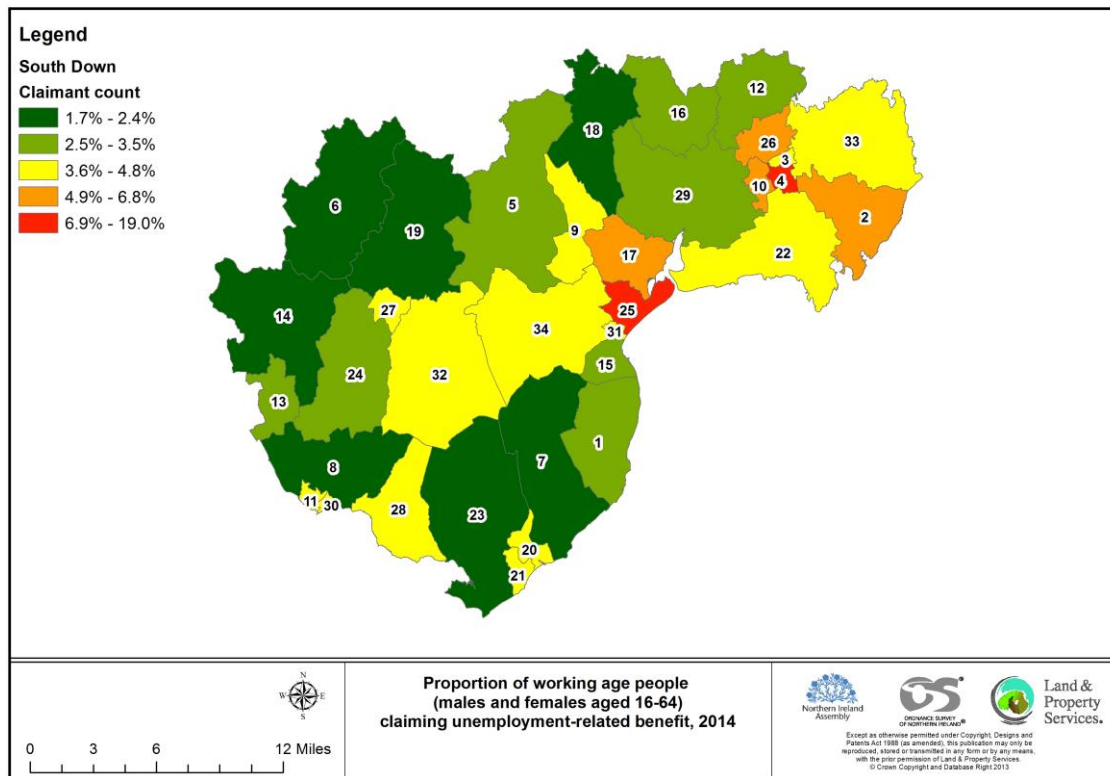 Legend
South Down
Claimant count
1.7% - 2.4%
2.5% - 3.5%
3.6% - 4.8%
4.9% - 6.8%
6.9% - 19.0%
12
16
18
33
26
3
10
4
6
5
29
2
19
9
17
22
14
27
25
34
31
24
32
15
13
1
8
7
11
30
28
23
20
21
N
W
E
S
0 3 6 12 Miles
Proportion of working age people
(males and females aged 16-64)
claiming unemployment-related benefit, 2014
Northern Ireland
Assembly
OS
ORDNANCE SURVEY
OF NORTHERN IRELAND®
Land &
Property
Services.
Except as otherwise permitted under Copyright, Designs and
Patents Act 1988 (as amended), this publication may only be
reproduced, stored or transmitted in any form or by any means,
with the prior permission of Land & Property Services.
© Crown Copyright and Database Right 2013